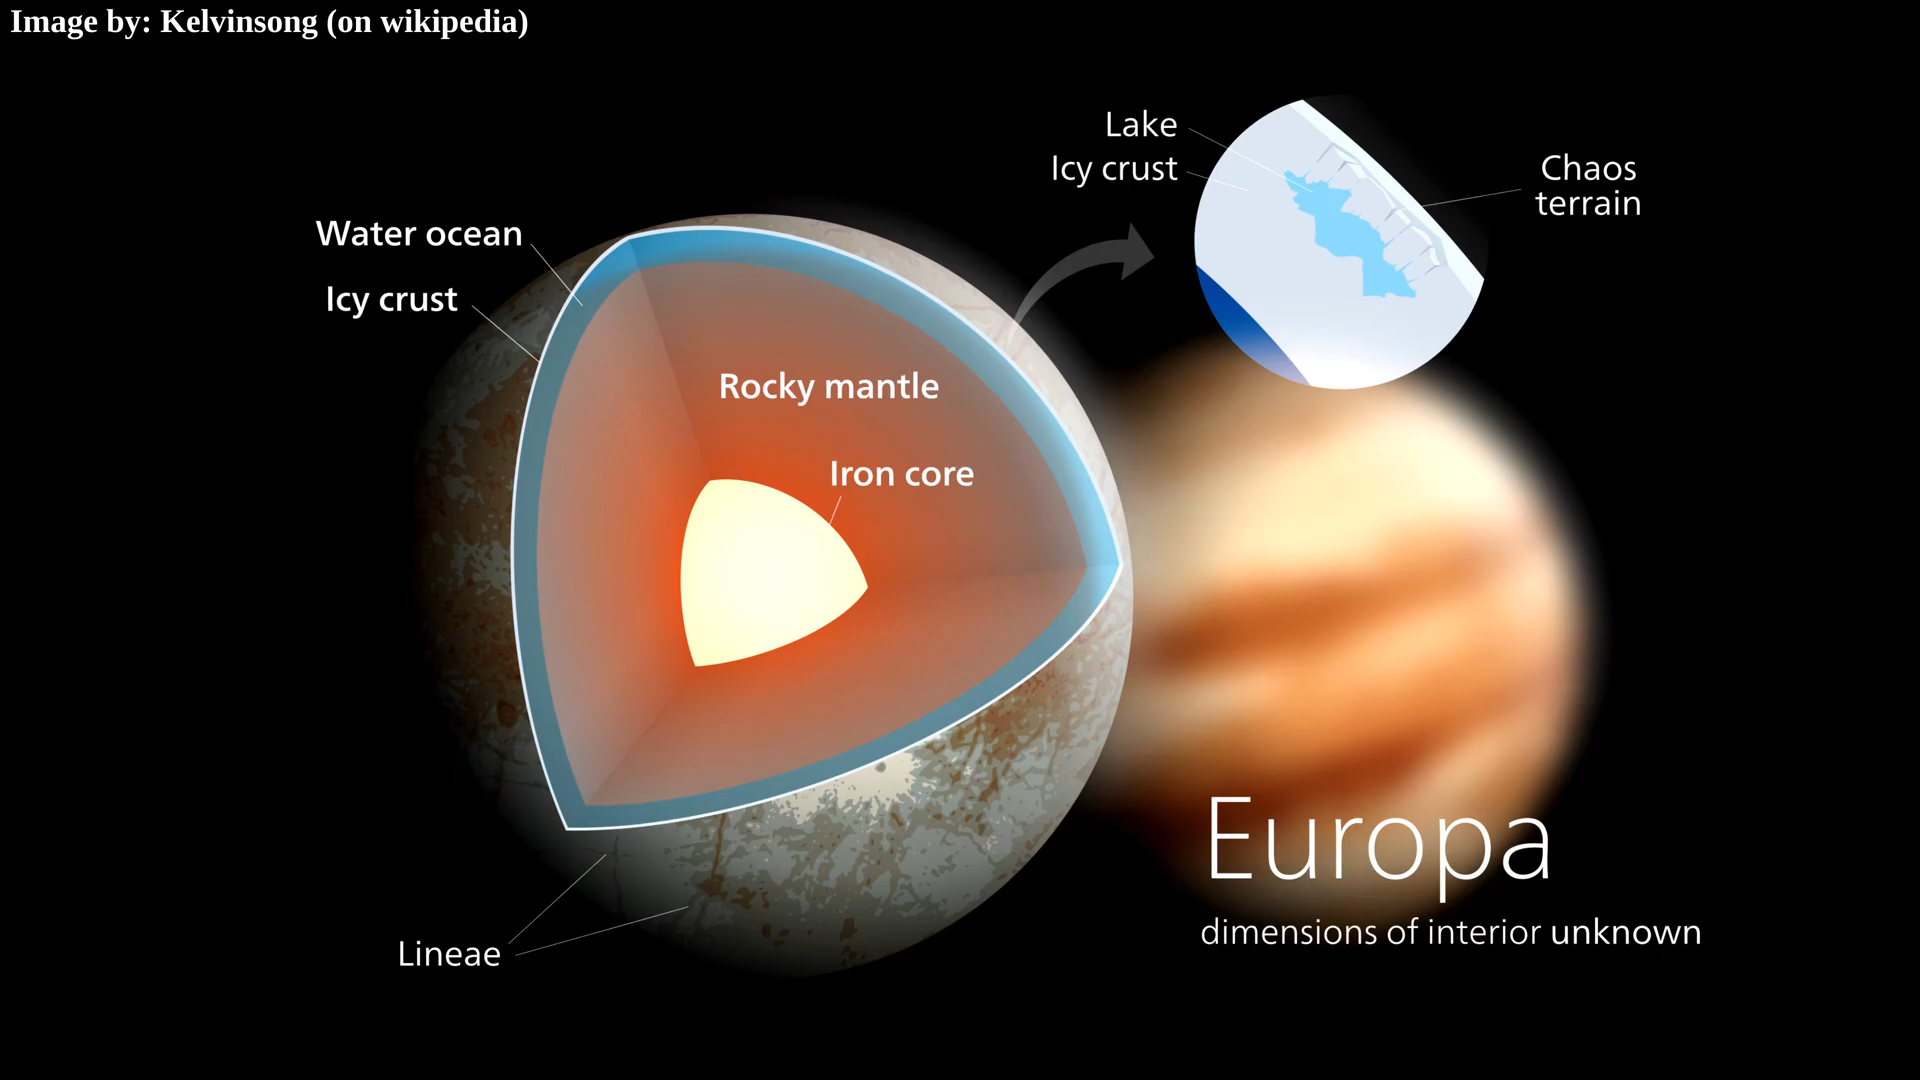 Image by: Kelvinsong (on wikipedia)
Lake
Icy crust
Chaos
terrain
Water ocean
Icy crust
Rocky mantle
Iron core
Europa
dimensions of interior unknown
Lineae